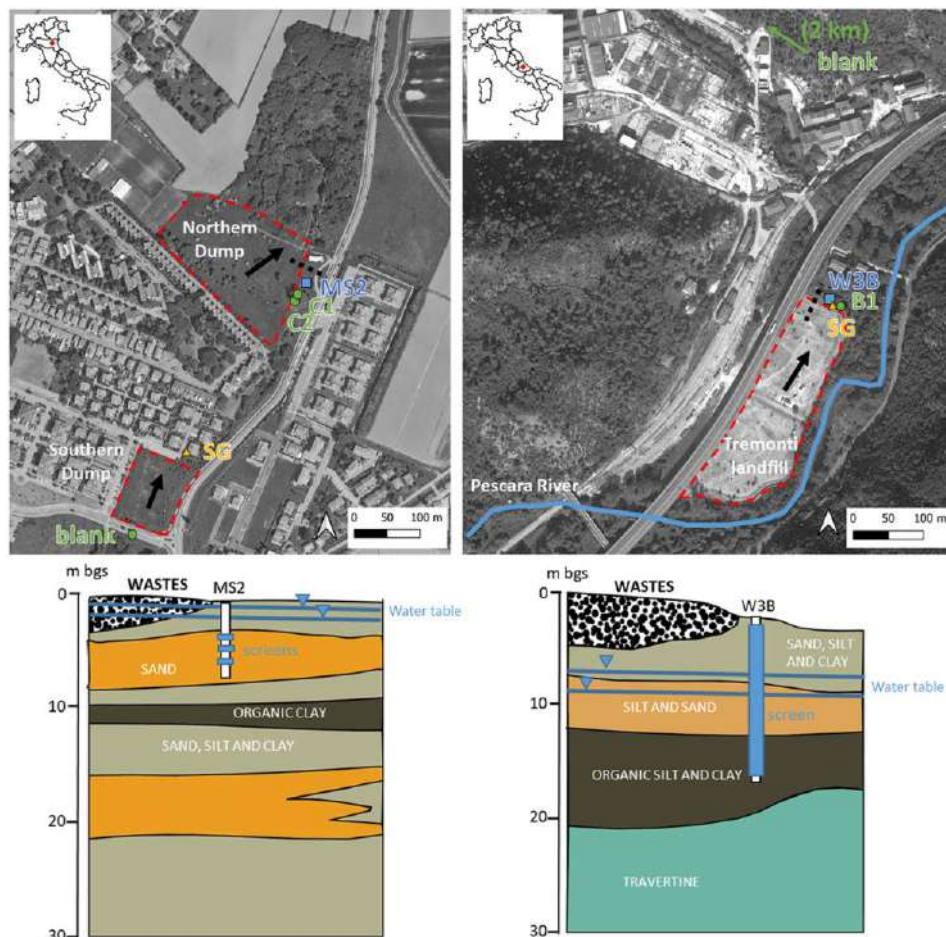 (2 km)
blank
Northern
Dump
MS2
C1
C2
Southern
Dump
SG
blank
0 50 100 m
W3B
B1
SG
Tremonti
landfill
Pescara River
0 50 100 m
m bgs
0
10
20
30
WASTES
MS2
Water table
screens
SAND
ORGANIC CLAY
SAND, SILT AND CLAY
m bgs
0
10
20
30
WASTES
W3B
SAND, SILT
AND CLAY
Water table
SILT AND SAND
screen
ORGANIC SILT AND CLAY
TRAVERTINE